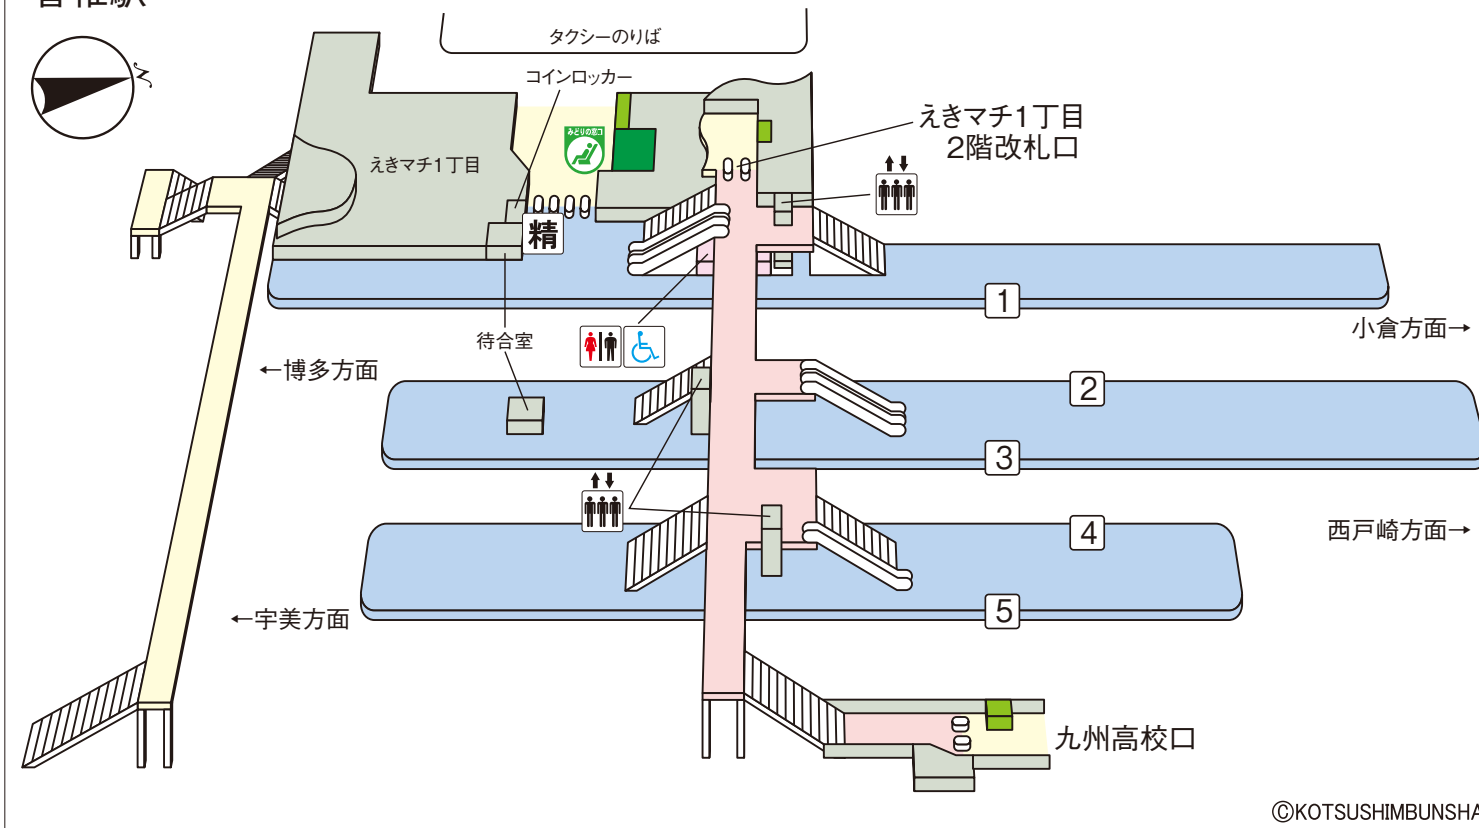 タクシーのりば
コインロッカー
みどりの窓口
えきマチ1丁目
えきマチ1丁目
2階改札口
精
1
小倉方面→
待合室
←博多方面
2
3
4
西戸崎方面→
5
←宇美方面
九州高校口
©KOTSUSHIMBUNSHA